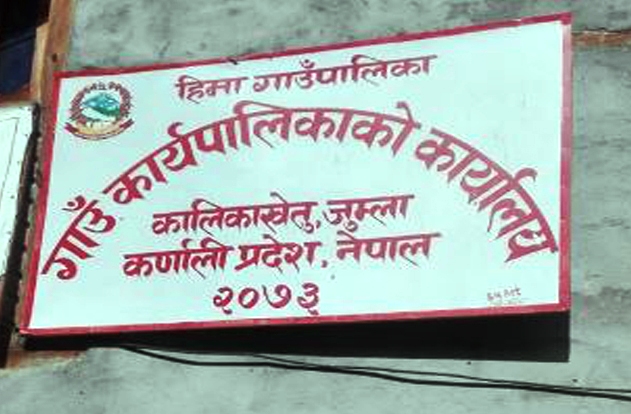 हिमा गाउँपालिका
गाउँ कार्यपालिकाको कार्यालय
कालिकाखेतु, जुम्ला
कर्णाली प्रदेश, नेपाल
२०७३